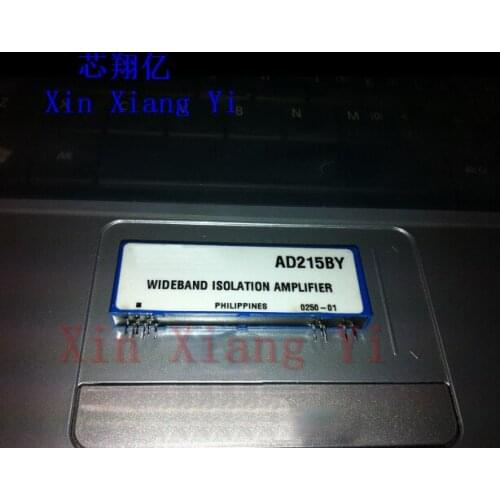 芯翔亿
Xin Xiang Yi
Z
B N M
AD215BY
WIDEBAND ISOLATION AMPLIFIER
PHILIPPINES 0250-01
Xin Xiang Yi